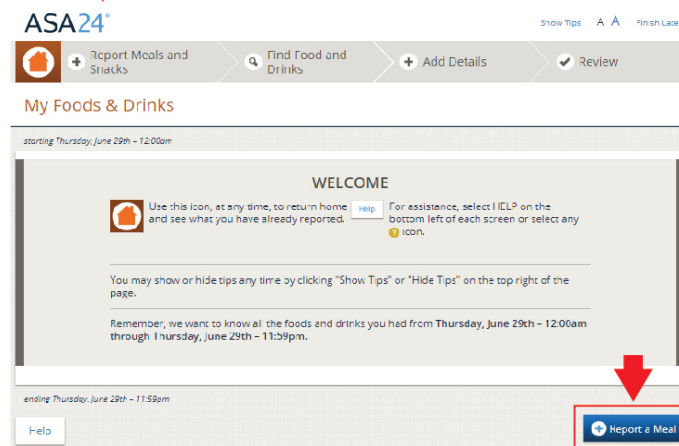 ASA24®
Show Tips A A Finish Late
Report Meals and
Snacks
Find Food and
Drinks
Add Details
Review
My Foods & Drinks
starting Thursday, June 29th – 12:00am
WELCOME
Use this icon, at any time, to return home
and see what you have already reported.
Help
For assistance, select HELP on the
bottom left of each screen or select any
? icon.
You may show or hide tips any time by clicking "Show Tips" or "Hide Tips" on the top right of the
page.
Remember, we want to know all the foods and drinks you had from Thursday, June 29th – 12:00am
through Thursday, June 29th – 11:59pm.
ending Thursday, June 29th – 11:59pm
Help
Report a Meal